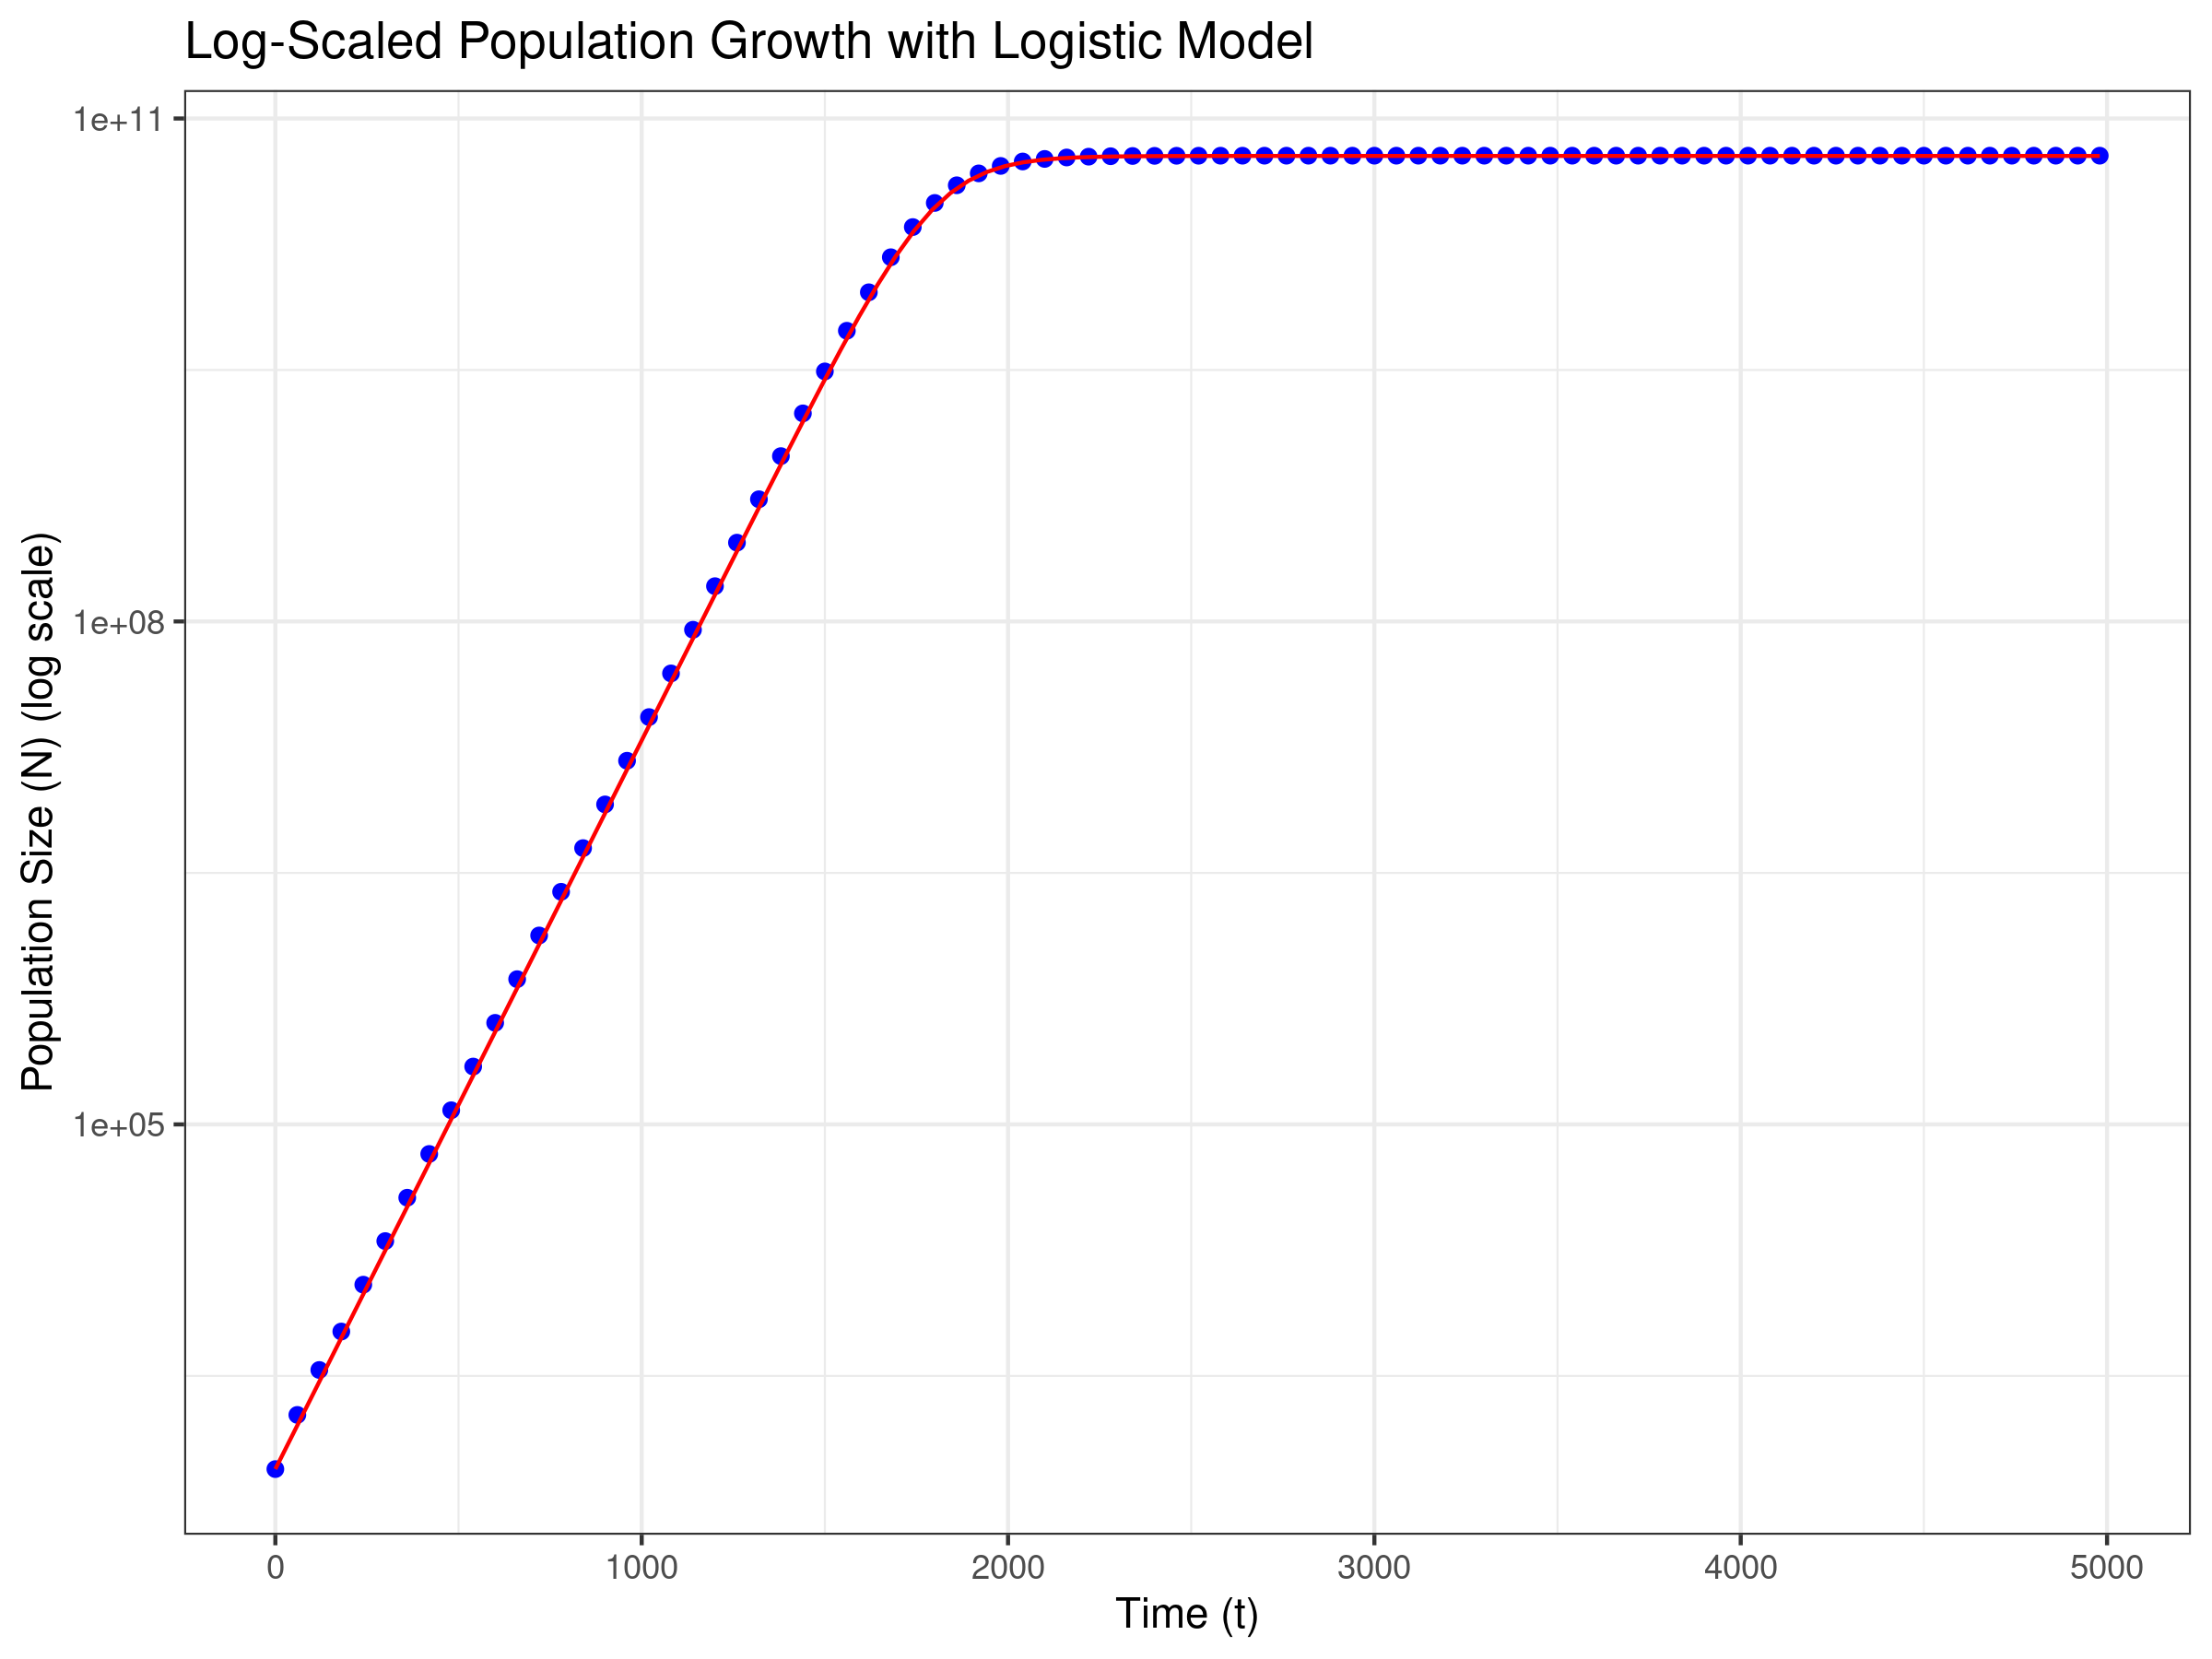 Log-Scaled Population Growth with Logistic Model
1e+11
1e+08
1e+05
Population Size (N) (log scale)
0 1000 2000 3000 4000 5000
Time (t)